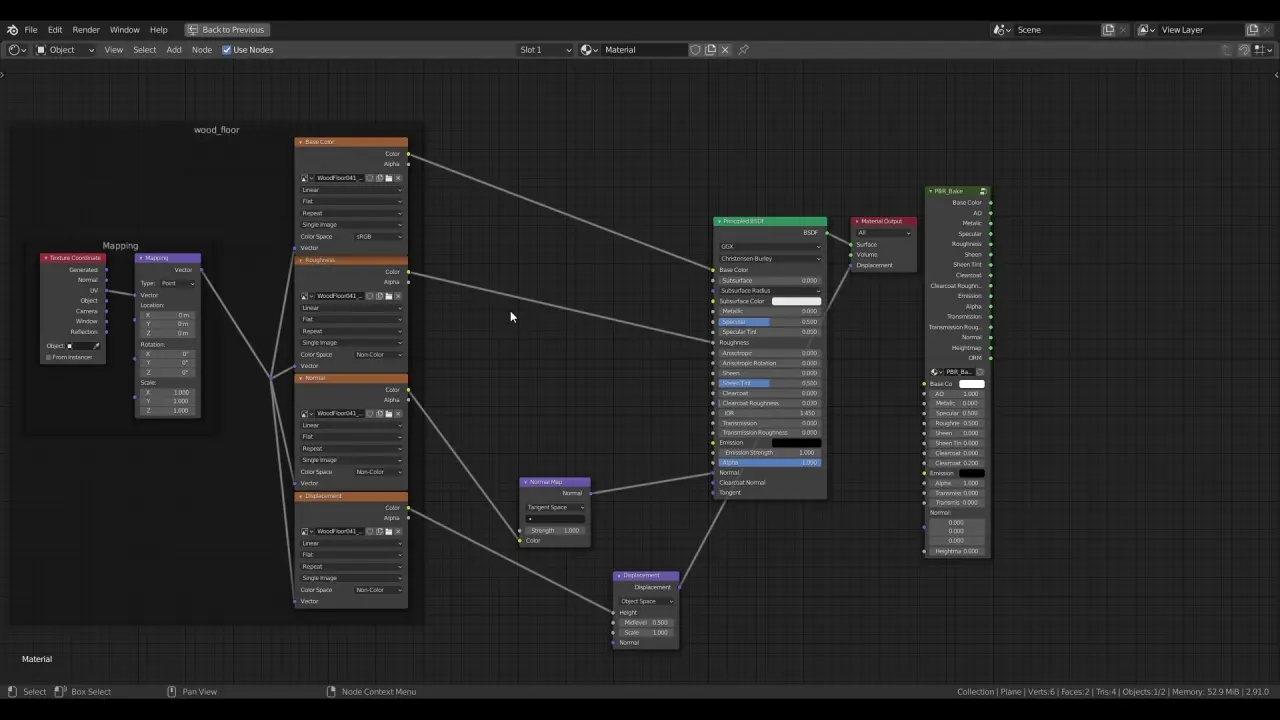 File Edit Render Window Help Back to Previous Scene View Layer
Object View Select Add Node Use Nodes Slot 1 Material
wood_floor
Mapping
Texture Coordinate
Generated
Normal
UV
Object
Camera
Window
Reflection
Object:
From Instancer
Mapping
Vector
Type: Point
Vector
Location:
X 0 m
Y 0 m
Z 0 m
Rotation:
X 0°
Y 0°
Z 0°
Scale:
X 1.000
Y 1.000
Z 1.000
Base Color
Color
Alpha
WoodFloor041_...
Linear
Flat
Repeat
Single Image
Color Space sRGB
Vector
Roughness
Color
Alpha
WoodFloor041_...
Linear
Flat
Repeat
Single Image
Color Space Non-Color
Vector
Normal
Color
Alpha
WoodFloor041_...
Linear
Flat
Repeat
Single Image
Color Space Non-Color
Vector
Displacement
Color
Alpha
WoodFloor041_...
Linear
Flat
Repeat
Single Image
Color Space Non-Color
Vector
Normal Map
Normal
Tangent Space
Strength 1.000
Color
Displacement
Displacement
Object Space
Height
Midlevel 0.500
Scale 1.000
Normal
Principled BSDF
BSDF
GGX
Christensen-Burley
Base Color
Subsurface 0.000
Subsurface Radius
Subsurface Color
Metallic 0.000
Specular 0.500
Specular Tint 0.000
Roughness
Anisotropic 0.000
Anisotropic Rotation 0.000
Sheen 0.000
Sheen Tint 0.500
Clearcoat 0.000
Clearcoat Roughness 0.030
IOR 1.450
Transmission 0.000
Transmission Roughness 0.000
Emission
Emission Strength 1.000
Alpha 1.000
Normal
Clearcoat Normal
Tangent
Material Output
All
Surface
Volume
Displacement
PBR_Bake
Base Color
AO
Metallic
Specular
Roughness
Sheen
Sheen Tint
Clearcoat
Clearcoat Roughn...
Emission
Alpha
Transmission
Transmission Roug...
Normal
Heightmap
ORM
PBR_Ba...
Base Co
AO 1.000
Metallic 0.000
Specular 0.500
Roughne 0.500
Sheen 0.000
Sheen Tin 0.000
Clearcoat 0.000
Clearcoat 0.200
Emission
Alpha 1.000
Transmiss 0.000
Transmis 0.000
Normal:
0.000
0.000
0.000
Heightma 0.000
Material
Select Box Select Pan View Node Context Menu Collection | Plane | Verts:6 | Faces:2 | Tris:4 | Objects:1/2 | Memory: 52.9 MiB | 2.91.0